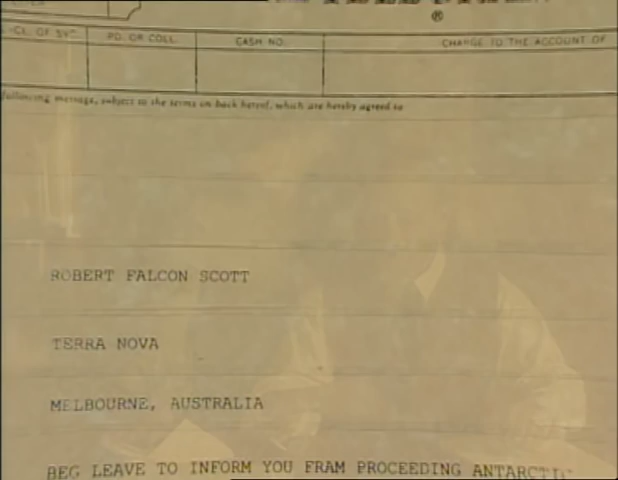 ®
CL. OF SVC. PD. OR COLL. CASH NO. CHARGE TO THE ACCOUNT OF
following message, subject to the terms on back hereof, which are hereby agreed to
ROBERT FALCON SCOTT
TERRA NOVA
MELBOURNE, AUSTRALIA
BEG LEAVE TO INFORM YOU FRAM PROCEEDING ANTARCTIC